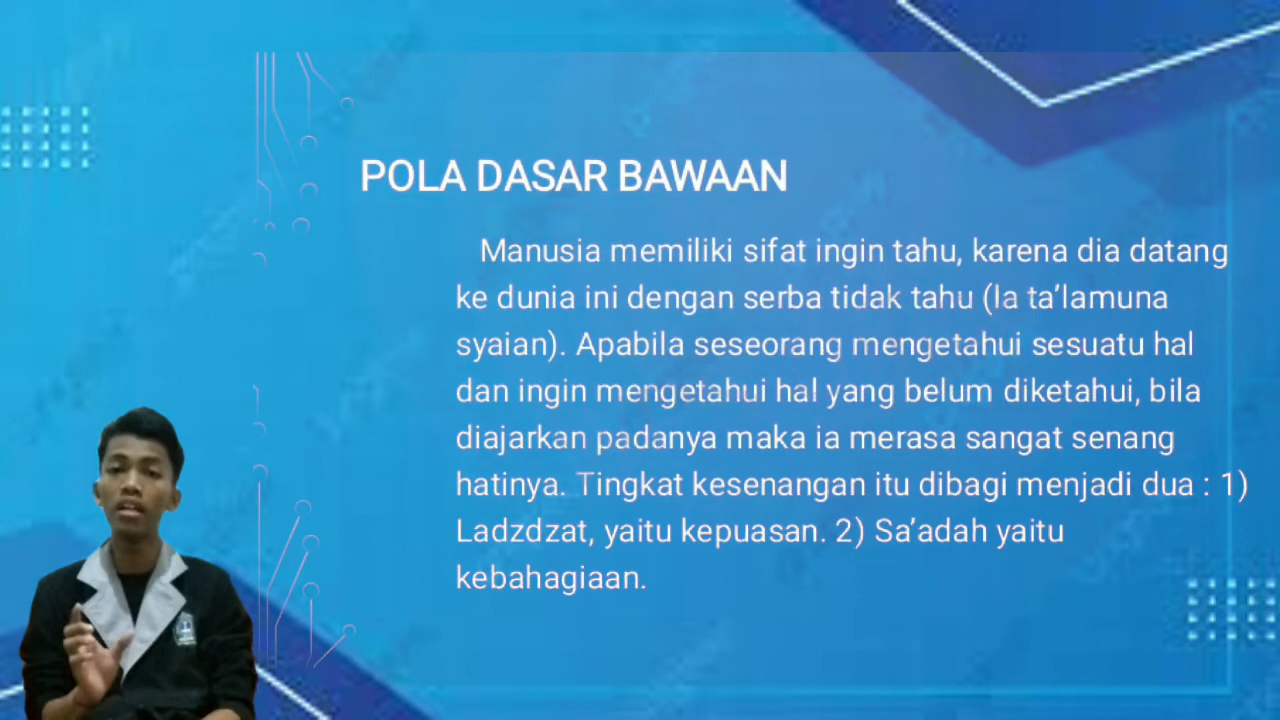 POLA DASAR BAWAAN
Manusia memiliki sifat ingin tahu, karena dia datang
ke dunia ini dengan serba tidak tahu (la ta’lamuna
syaian). Apabila seseorang mengetahui sesuatu hal
dan ingin mengetahui hal yang belum diketahui, bila
diajarkan padanya maka ia merasa sangat senang
hatinya. Tingkat kesenangan itu dibagi menjadi dua : 1)
Ladzdzat, yaitu kepuasan. 2) Sa’adah yaitu
kebahagiaan.